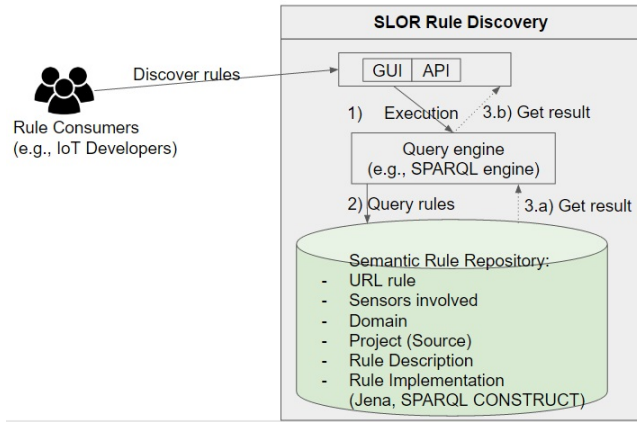 SLOR Rule Discovery
GUI API
Discover rules
1) Execution
3.b) Get result
Rule Consumers
(e.g., IoT Developers)
Query engine
(e.g., SPARQL engine)
2) Query rules
3.a) Get result
Semantic Rule Repository:
- URL rule
- Sensors involved
- Domain
- Project (Source)
- Rule Description
- Rule Implementation
(Jena, SPARQL CONSTRUCT)